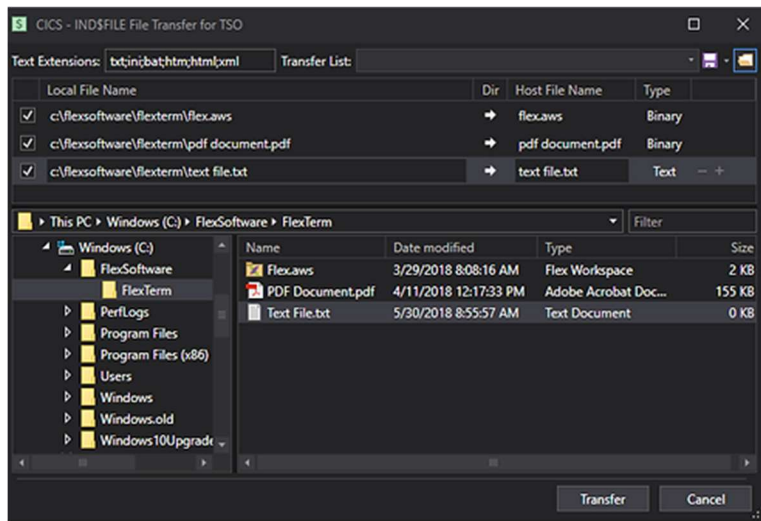 $ CICS - IND$FILE File Transfer for TSO
Text Extensions: txt;ini;bat;htm;html;xml Transfer List:
Local File Name Dir Host File Name Type
c:\flexsoftware\flexterm\flex.aws flex.aws Binary
c:\flexsoftware\flexterm\pdf document.pdf pdf document.pdf Binary
c:\flexsoftware\flexterm\text file.txt text file.txt Text
This PC Windows (C:) FlexSoftware FlexTerm Filter
Windows (C:) Name Date modified Type Size
FlexSoftware Flex.aws 3/29/2018 8:08:16 AM Flex Workspace 2 KB
FlexTerm PDF Document.pdf 4/11/2018 12:17:33 PM Adobe Acrobat Doc... 155 KB
PerfLogs Text File.txt 5/30/2018 8:55:57 AM Text Document 0 KB
Program Files
Program Files (x86)
Users
Windows
Windows.old
Windows10Upgrade
Transfer Cancel